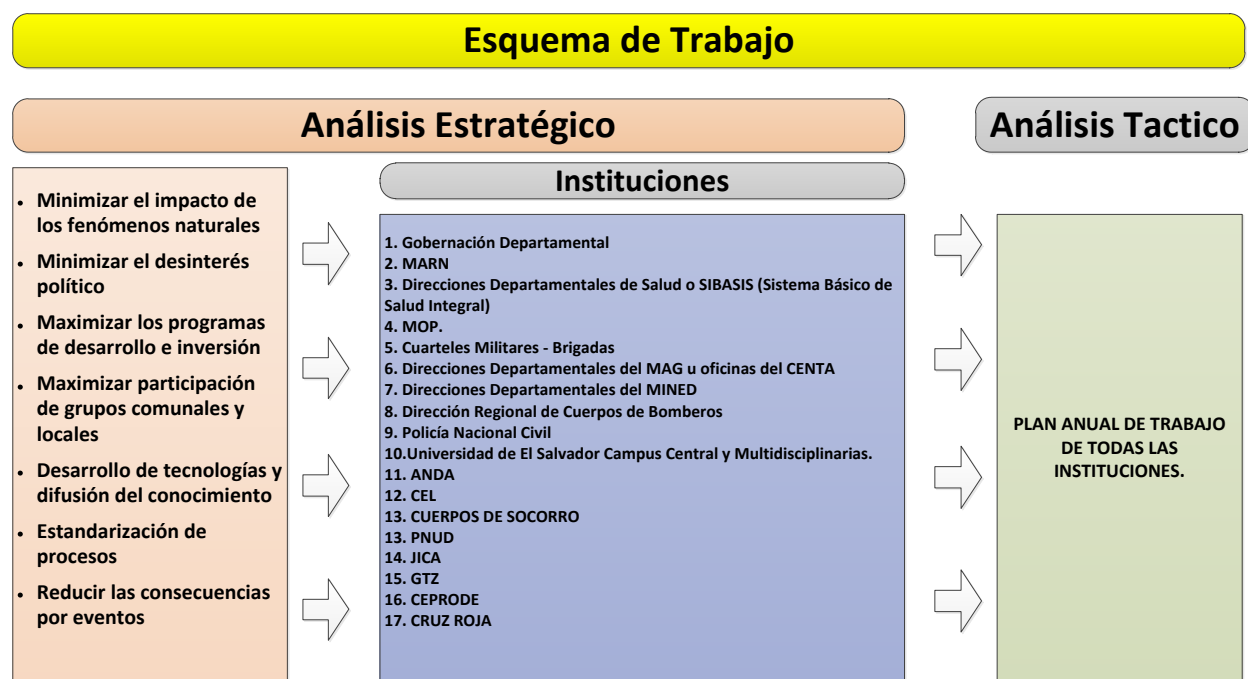 Esquema de Trabajo
Análisis Estratégico
Análisis Tactico
• Minimizar el impacto de
los fenómenos naturales
• Minimizar el desinterés
político
• Maximizar los programas
de desarrollo e inversión
• Maximizar participación
de grupos comunales y
locales
• Desarrollo de tecnologías y
difusión del conocimiento
• Estandarización de
procesos
• Reducir las consecuencias
por eventos
Instituciones
1. Gobernación Departamental
2. MARN
3. Direcciones Departamentales de Salud o SIBASIS (Sistema Básico de
Salud Integral)
4. MOP.
5. Cuarteles Militares - Brigadas
6. Direcciones Departamentales del MAG u oficinas del CENTA
7. Direcciones Departamentales del MINED
8. Dirección Regional de Cuerpos de Bomberos
9. Policía Nacional Civil
10.Universidad de El Salvador Campus Central y Multidisciplinarias.
11. ANDA
12. CEL
13. CUERPOS DE SOCORRO
13. PNUD
14. JICA
15. GTZ
16. CEPRODE
17. CRUZ ROJA
PLAN ANUAL DE TRABAJO
DE TODAS LAS
INSTITUCIONES.